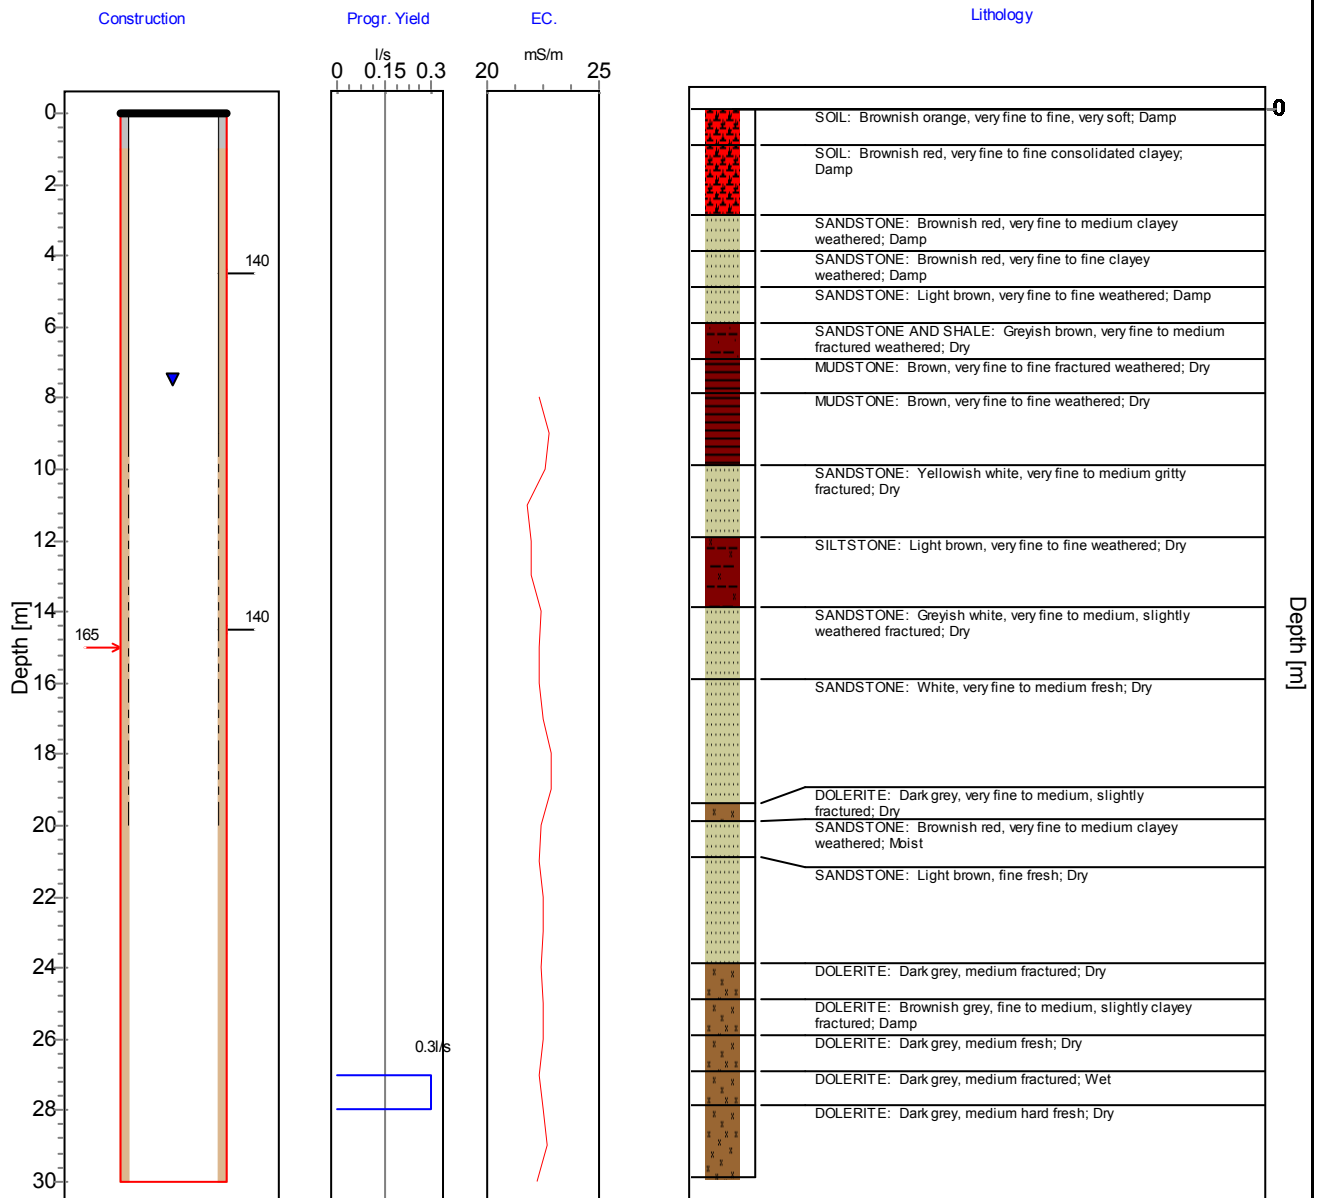 Construction
Progr. Yield
EC.
Lithology
l/s
mS/m
0 0.15 0.3
20 25
0
2
4
6
8
10
12
14
16
18
20
22
24
26
28
30
Depth [m]
140
140
165
0.3l/s
0
SOIL: Brownish orange, very fine to fine, very soft; Damp
SOIL: Brownish red, very fine to fine consolidated clayey;
Damp
SANDSTONE: Brownish red, very fine to medium clayey
weathered; Damp
SANDSTONE: Brownish red, very fine to fine clayey
weathered; Damp
SANDSTONE: Light brown, very fine to fine weathered; Damp
SANDSTONE AND SHALE: Greyish brown, very fine to medium
fractured weathered; Dry
MUDSTONE: Brown, very fine to fine fractured weathered; Dry
MUDSTONE: Brown, very fine to fine weathered; Dry
SANDSTONE: Yellowish white, very fine to medium gritty
fractured; Dry
SILTSTONE: Light brown, very fine to fine weathered; Dry
SANDSTONE: Greyish white, very fine to medium, slightly
weathered fractured; Dry
SANDSTONE: White, very fine to medium fresh; Dry
DOLERITE: Dark grey, very fine to medium, slightly
fractured; Dry
SANDSTONE: Brownish red, very fine to medium clayey
weathered; Moist
SANDSTONE: Light brown, fine fresh; Dry
DOLERITE: Dark grey, medium fractured; Dry
DOLERITE: Brownish grey, fine to medium, slightly clayey
fractured; Damp
DOLERITE: Dark grey, medium fresh; Dry
DOLERITE: Dark grey, medium fractured; Wet
DOLERITE: Dark grey, medium hard fresh; Dry
Depth [m]